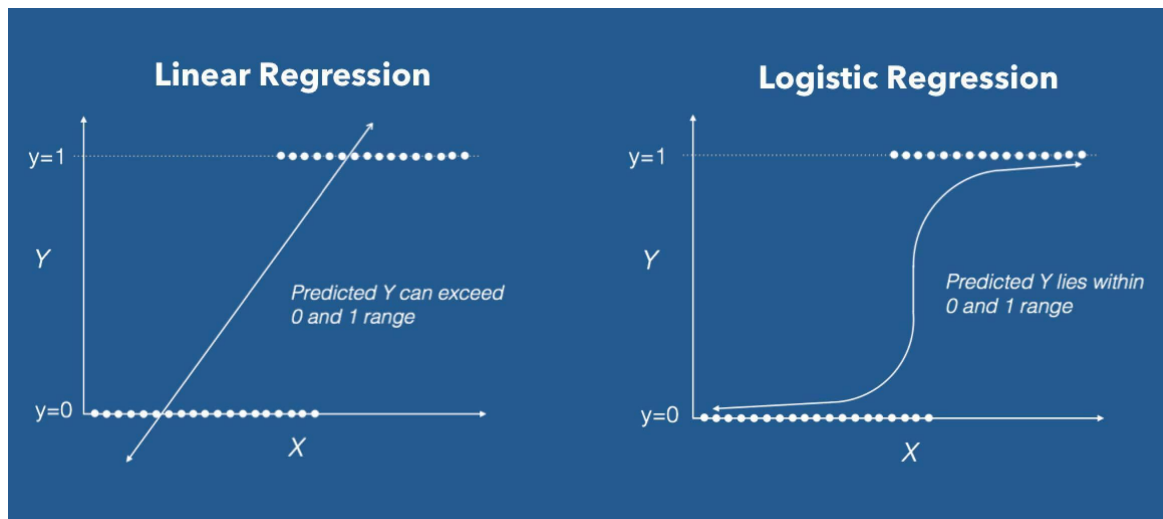 Linear Regression
y=1
Y
Predicted Y can exceed
0 and 1 range
y=0
X
Logistic Regression
y=1
Y
Predicted Y lies within
0 and 1 range
y=0
X